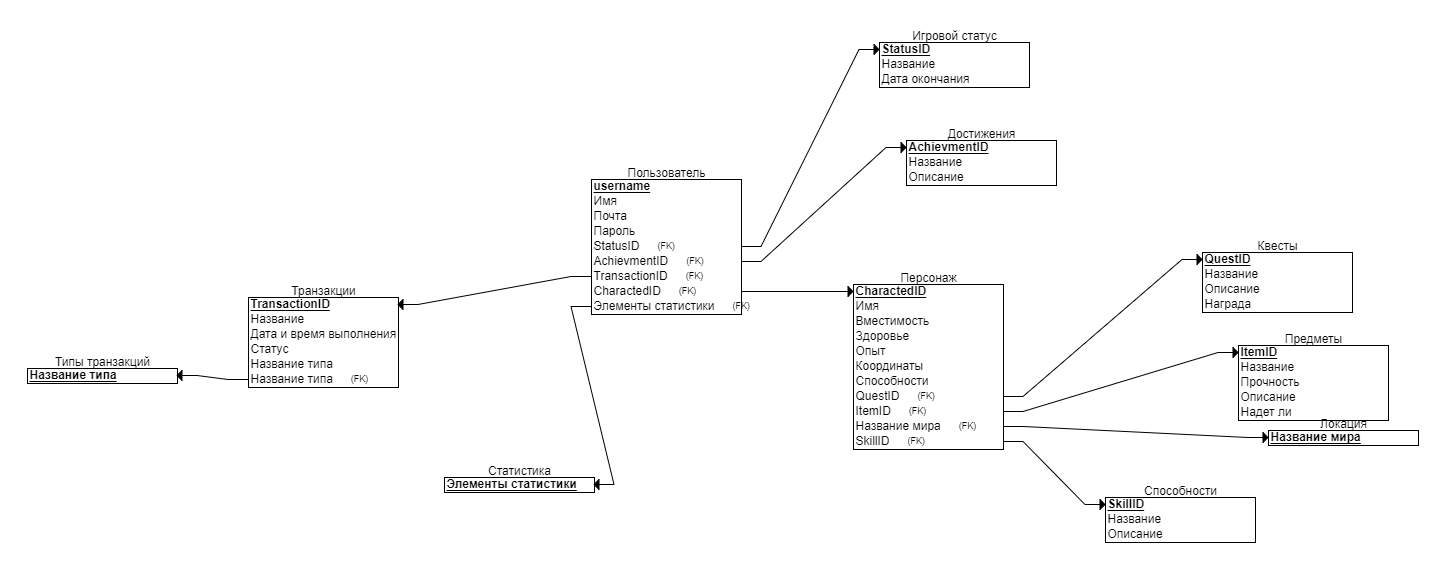 Игровой статус
StatusID
Название
Дата окончания
Достижения
AchievmentID
Название
Описание
Пользователь
username
Имя
Почта
Пароль
StatusID (FK)
AchievmentID (FK)
TransactionID (FK)
CharactedID (FK)
Элементы статистики (FK)
Квесты
QuestID
Название
Описание
Награда
Персонаж
CharactedID
Имя
Вместимость
Здоровье
Опыт
Координаты
Способности
QuestID (FK)
ItemID (FK)
Название мира (FK)
SkillID (FK)
Транзакции
TransactionID
Название
Дата и время выполнения
Статус
Название типа
Название типа (FK)
Типы транзакций
Название типа
Предметы
ItemID
Название
Прочность
Описание
Надет ли
Локация
Название мира
Статистика
Элементы статистики
Способности
SkillID
Название
Описание